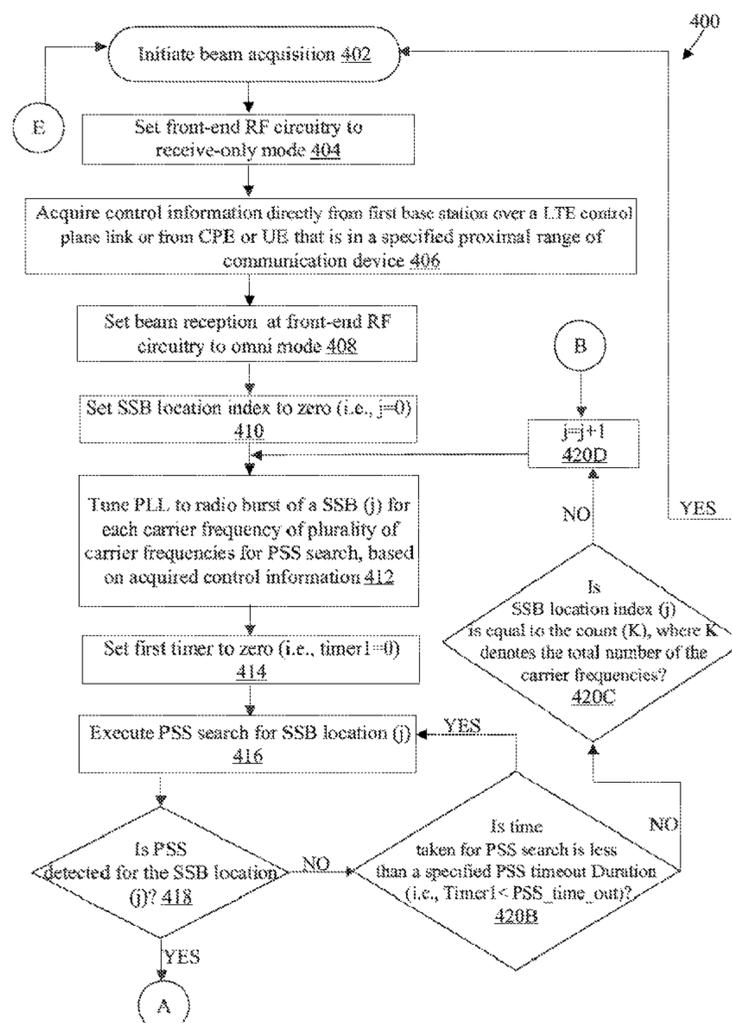 400
Initiate beam acquisition 402
E
Set front-end RF circuitry to
receive-only mode 404
Acquire control information directly from first base station over a LTE control
plane link or from CPE or UE that is in a specified proximal range of
communication device 406
Set beam reception at front-end RF
circuitry to omni mode 408
B
Set SSB location index to zero (i.e., j=0)
410
j=j+1
420D
Tune PLL to radio burst of a SSB (j) for
each carrier frequency of plurality of
carrier frequencies for PSS search, based
on acquired control information 412
NO
YES
Is
SSB location index (j)
is equal to the count (K), where K
denotes the total number of the
carrier frequencies?
420C
Set first timer to zero (i.e., timer1=0)
414
Execute PSS search for SSB location (j)
416
YES
Is PSS
detected for the SSB location
(j)? 418
NO
Is time
taken for PSS search is less
than a specified PSS timeout Duration
(i.e., Timer1< PSS_time_out)?
420B
NO
YES
A